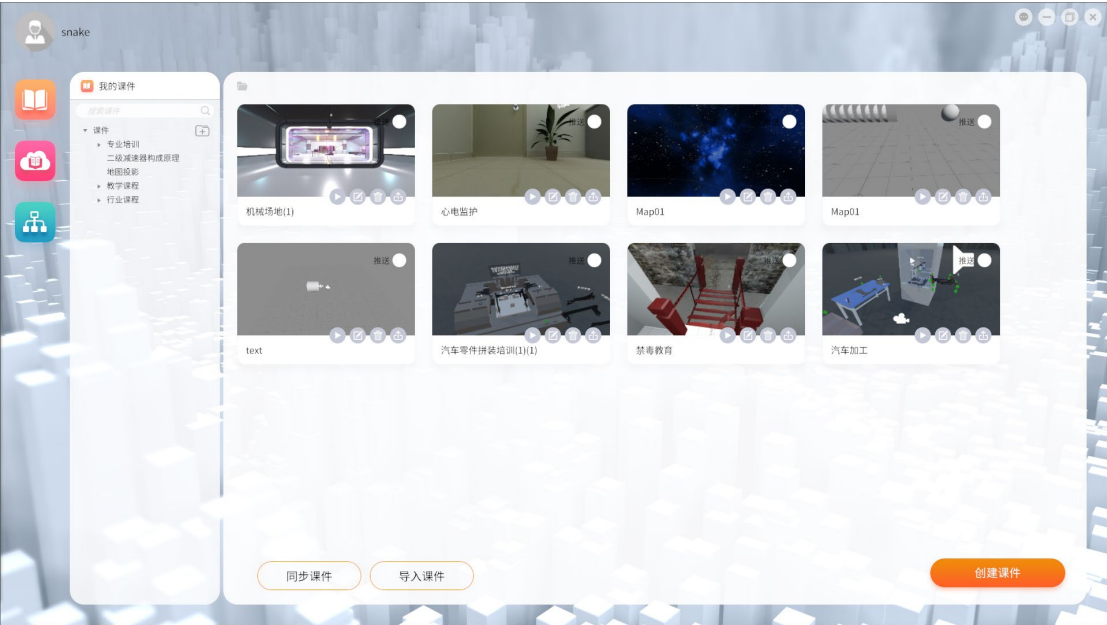 snake
我的课件
搜索课件
课件
专业培训
二级减速器构成原理
地图投影
教学课程
行业课程
推送
推送
机械场地(1)
心电监护
Map01
Map01
推送
推送
推送
推送
text
汽车零件拼装培训(1)(1)
禁毒教育
汽车加工
同步课件
导入课件
创建课件